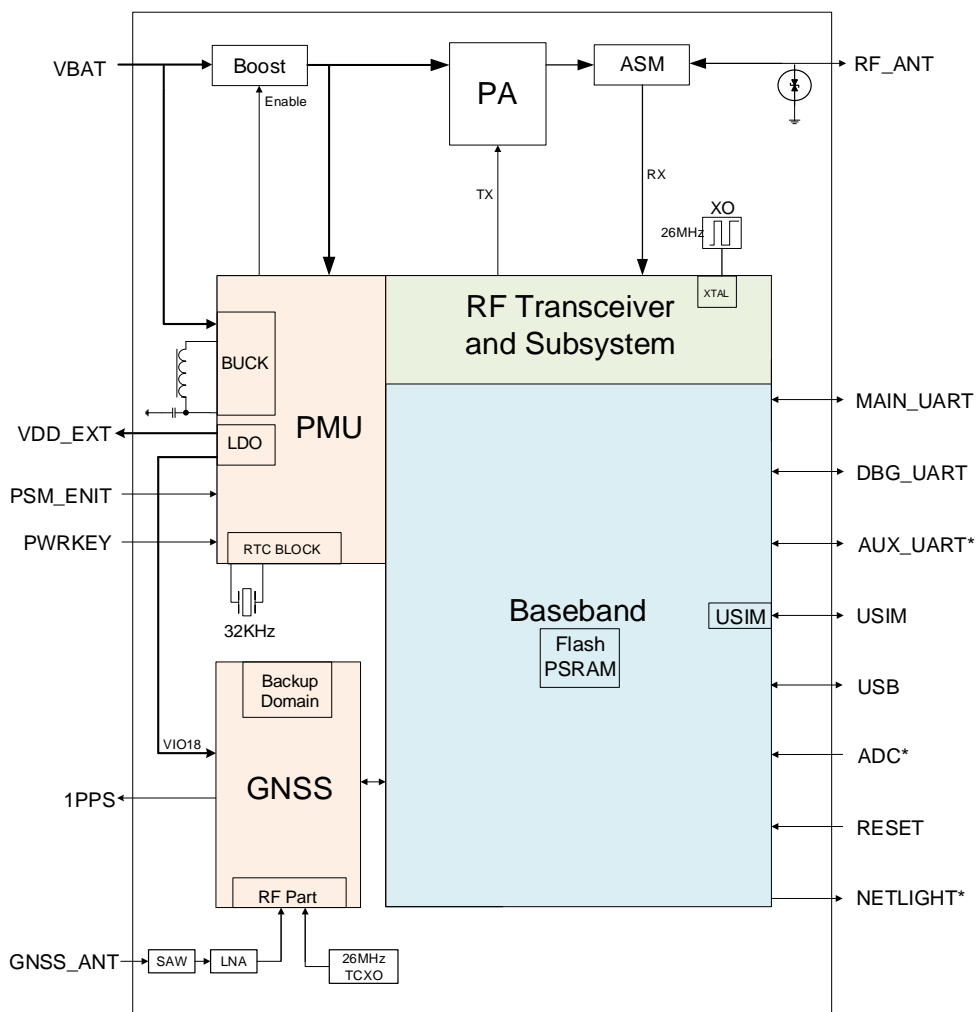 VBAT
Boost
PA
ASM
RF_ANT
Enable
TX
RX
XO
26MHz
XTAL
RF Transceiver
and Subsystem
BUCK
PMU
LDO
VDD_EXT
PSM_ENIT
PWRKEY
RTC BLOCK
32KHz
MAIN_UART
DBG_UART
AUX_UART*
Baseband
Flash
PSRAM
USIM
USIM
USB
ADC*
RESET
NETLIGHT*
Backup
Domain
VIO18
GNSS
1PPS
RF Part
GNSS_ANT
SAW
LNA
26MHz
TCXO